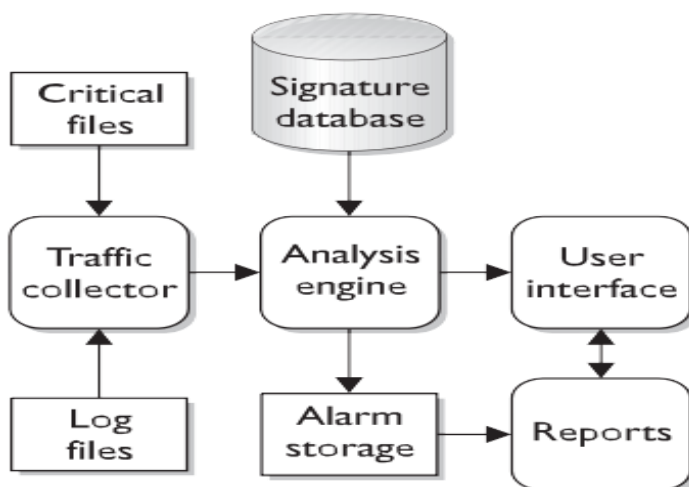 Critical
files
Signature
database
Traffic
collector
Analysis
engine
User
interface
Log
files
Alarm
storage
Reports